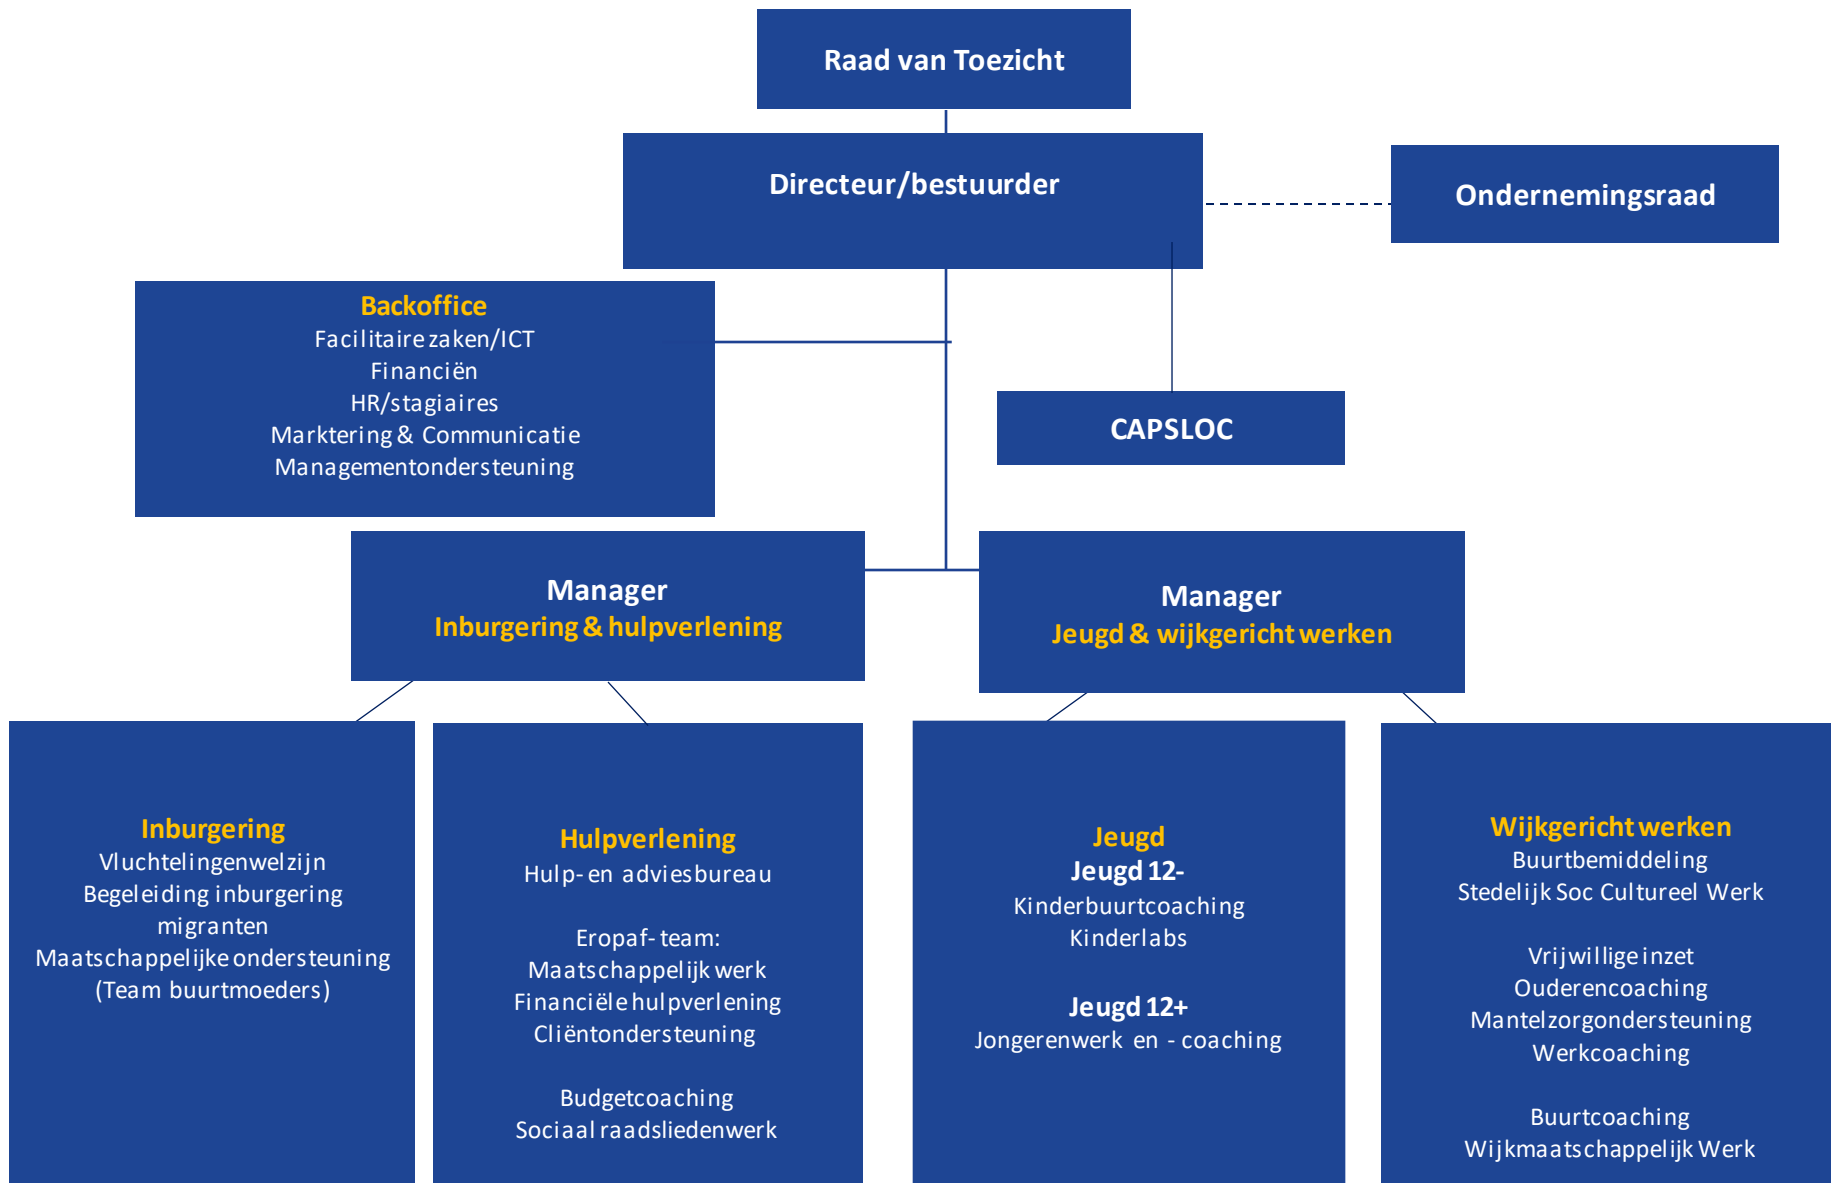 Raad van Toezicht
Directeur/bestuurder
Ondernemingsraad
Backoffice
Facilitaire zaken/ICT
Financiën
HR/stagiaires
Marktering & Communicatie
Managementondersteuning
CAPSLOC
Manager
Inburgering & hulpverlening
Manager
Jeugd & wijkgericht werken
Inburgering
Vluchtelingenwelzijn
Begeleiding inburgering
migranten
Maatschappelijke ondersteuning
(Team buurtmoeders)
Hulpverlening
Hulp- en adviesbureau
Eropaf- team:
Maatschappelijk werk
Financiële hulpverlening
Cliëntondersteuning
Budgetcoaching
Sociaal raadsliedenwerk
Jeugd
Jeugd 12-
Kinderbuurtcoaching
Kinderlabs
Jeugd 12+
Jongerenwerk en - coaching
Wijkgericht werken
Buurtbemiddeling
Stedelijk Soc Cultureel Werk
Vrijwillige inzet
Ouderencoaching
Mantelzorgondersteuning
Werkcoaching
Buurtcoaching
Wijkmaatschappelijk Werk